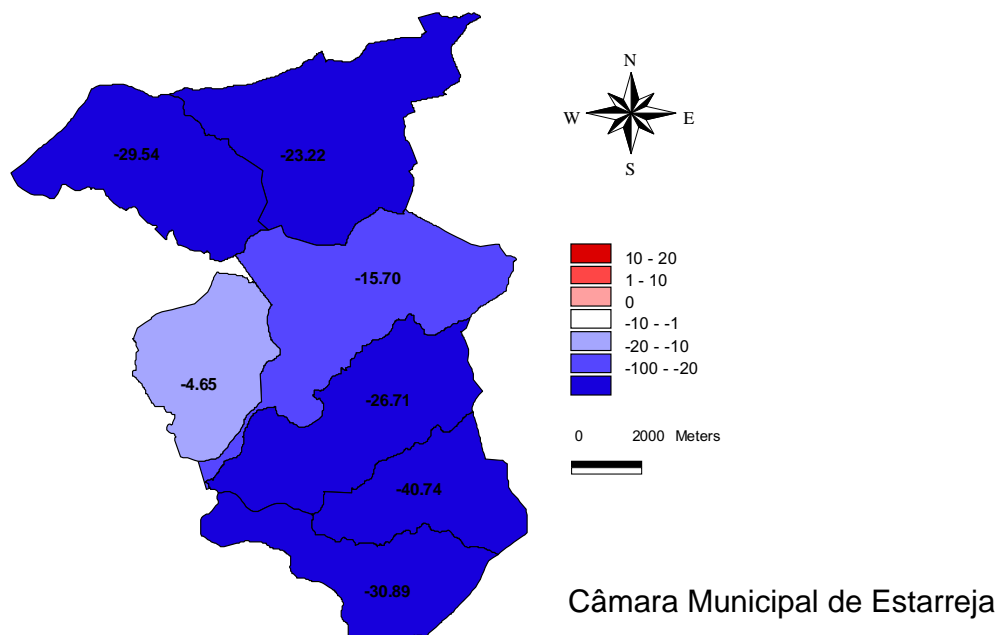 N
W E
S
-29.54
-23.22
-15.70
-4.65
-26.71
-40.74
-30.89
10 - 20
1 - 10
0
-10 - -1
-20 - -10
-100 - -20
0 2000 Meters
Câmara Municipal de Estarreja